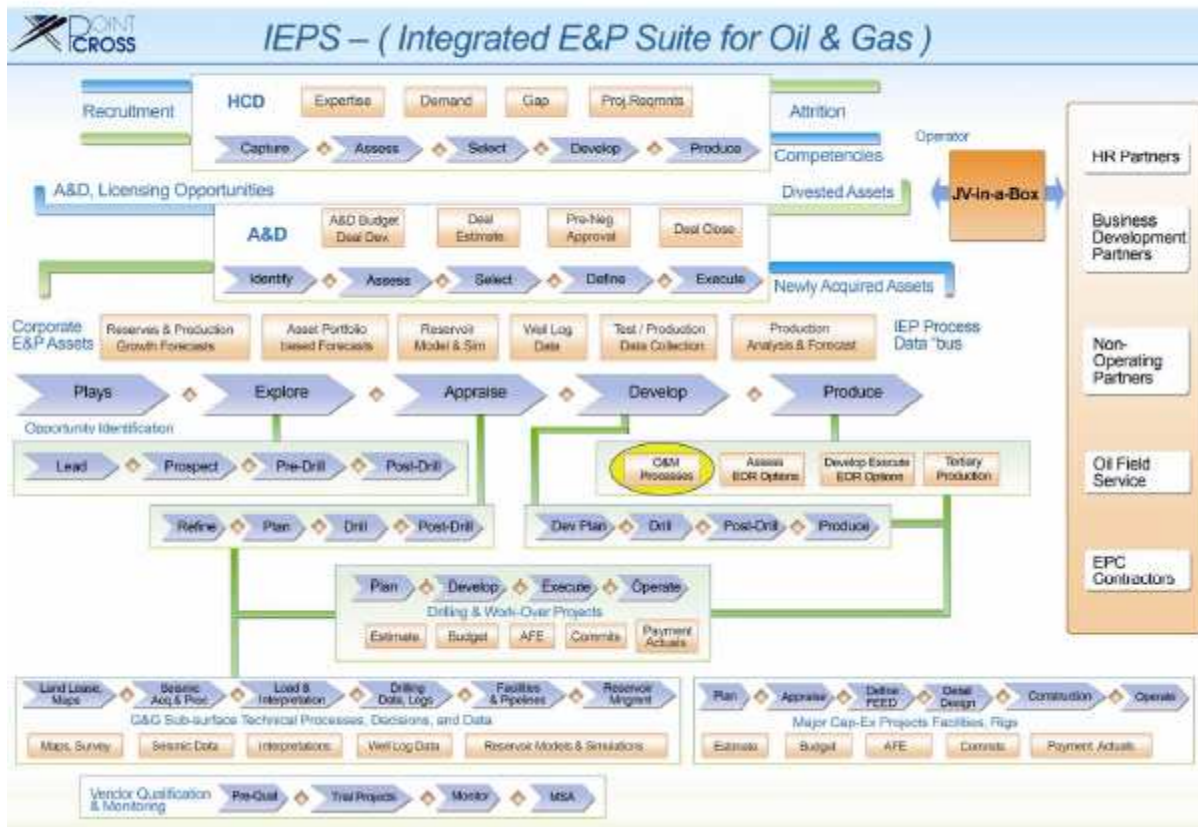 POINT
CROSS
IEPS – ( Integrated E&P Suite for Oil & Gas )
Recruitment
HCD
Expertise
Demand
Gap
Proj.Reqmnts
Attrition
Capture
Assess
Select
Develop
Produce
Competencies
Operator
JV-in-a-Box
HR Partners
Business
Development
Partners
Non-
Operating
Partners
Oil Field
Service
EPC
Contractors
A&D, Licensing Opportunities
Divested Assets
A&D
A&D Budget
Deal Dev.
Deal
Estimate
Pre-Neg
Approval
Deal Close
Identify
Assess
Select
Define
Execute
Newly Acquired Assets
Corporate
E&P Assets
Reserves & Production
Growth Forecasts
Asset Portfolio
based Forecasts
Reservoir
Model & Sim
Well Log
Data
Test / Production
Data Collection
Production
Analysis & Forecast
IEP Process
Data "bus
Plays
Explore
Appraise
Develop
Produce
Opportunity Identification
Lead
Prospect
Pre-Drill
Post-Drill
O&M
Processes
Assess
EOR Options
Develop Execute
EOR Options
Tertiary
Production
Refine
Plan
Drill
Post-Drill
Dev Plan
Drill
Post-Drill
Produce
Plan
Develop
Execute
Operate
Drilling & Work-Over Projects
Estimate
Budget
AFE
Commits
Payment
Actuals
Land Lease,
Maps
Seismic
Acq & Proc
Load &
Interpretation
Drilling
Data, Logs
Facilities
& Pipelines
Reservoir
Mngmnt
G&G Sub-surface Technical Processes, Decisions, and Data
Maps, Survey
Seismic Data
Interpretations
Well Log Data
Reservoir Models & Simulations
Plan
Appraise
Define
FEED
Detail
Design
Construction
Operate
Major Cap-Ex Projects Facilities, Rigs
Estimate
Budget
AFE
Commits
Payment, Actuals
Vendor Qualification
& Monitoring
Pre-Qual
Trial Projects
Monitor
MSA